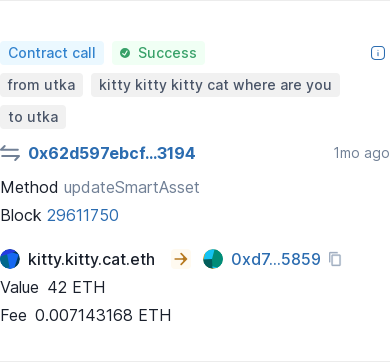 Contract call Success
from utka kitty kitty kitty cat where are you
to utka
0x62d597ebcf...3194 1mo ago
Method updateSmartAsset
Block 29611750
kitty.kitty.cat.eth → 0xd7...5859
Value 42 ETH
Fee 0.007143168 ETH